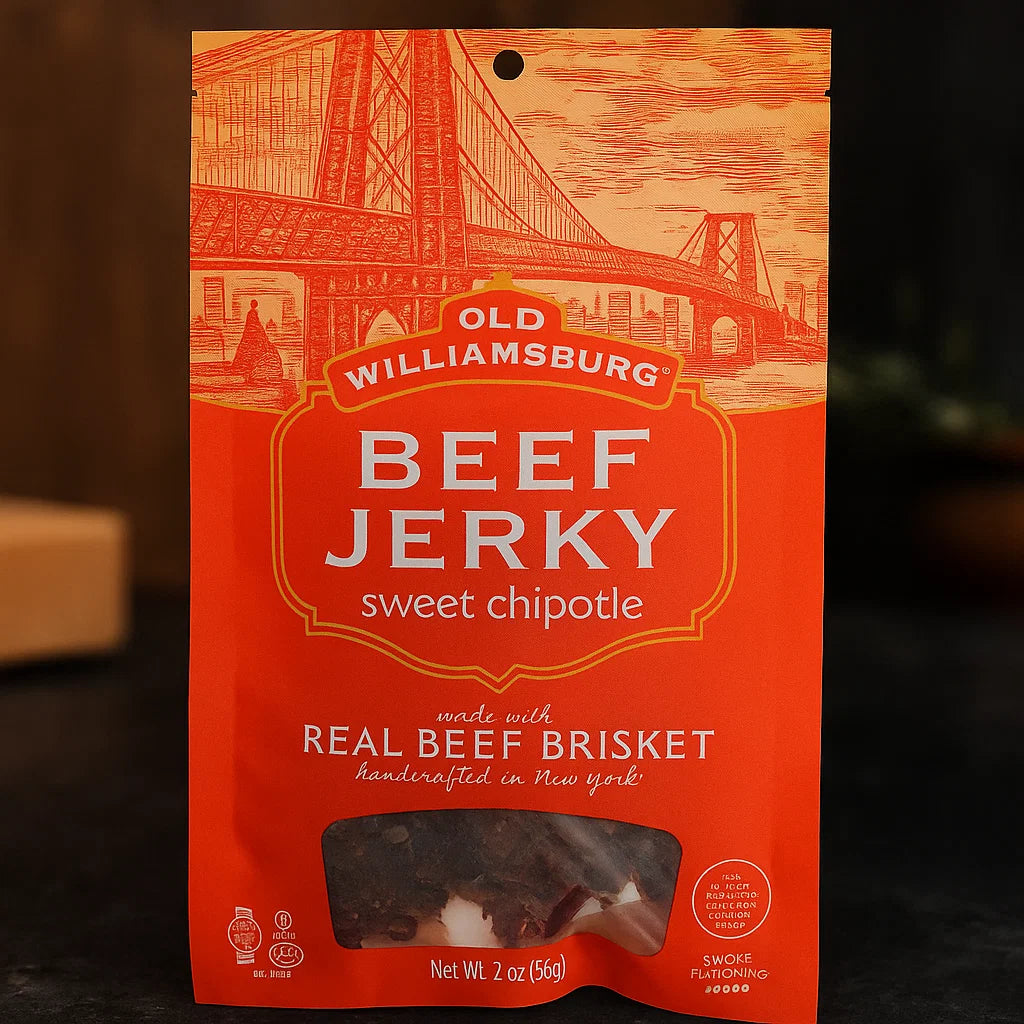 OLD
WILLIAMSBURG®
BEEF
JERKY
sweet chipotle
made with
REAL BEEF BRISKET
handcrafted in New York
Net Wt. 2 oz (56g)
SWOKE
FLATIONING